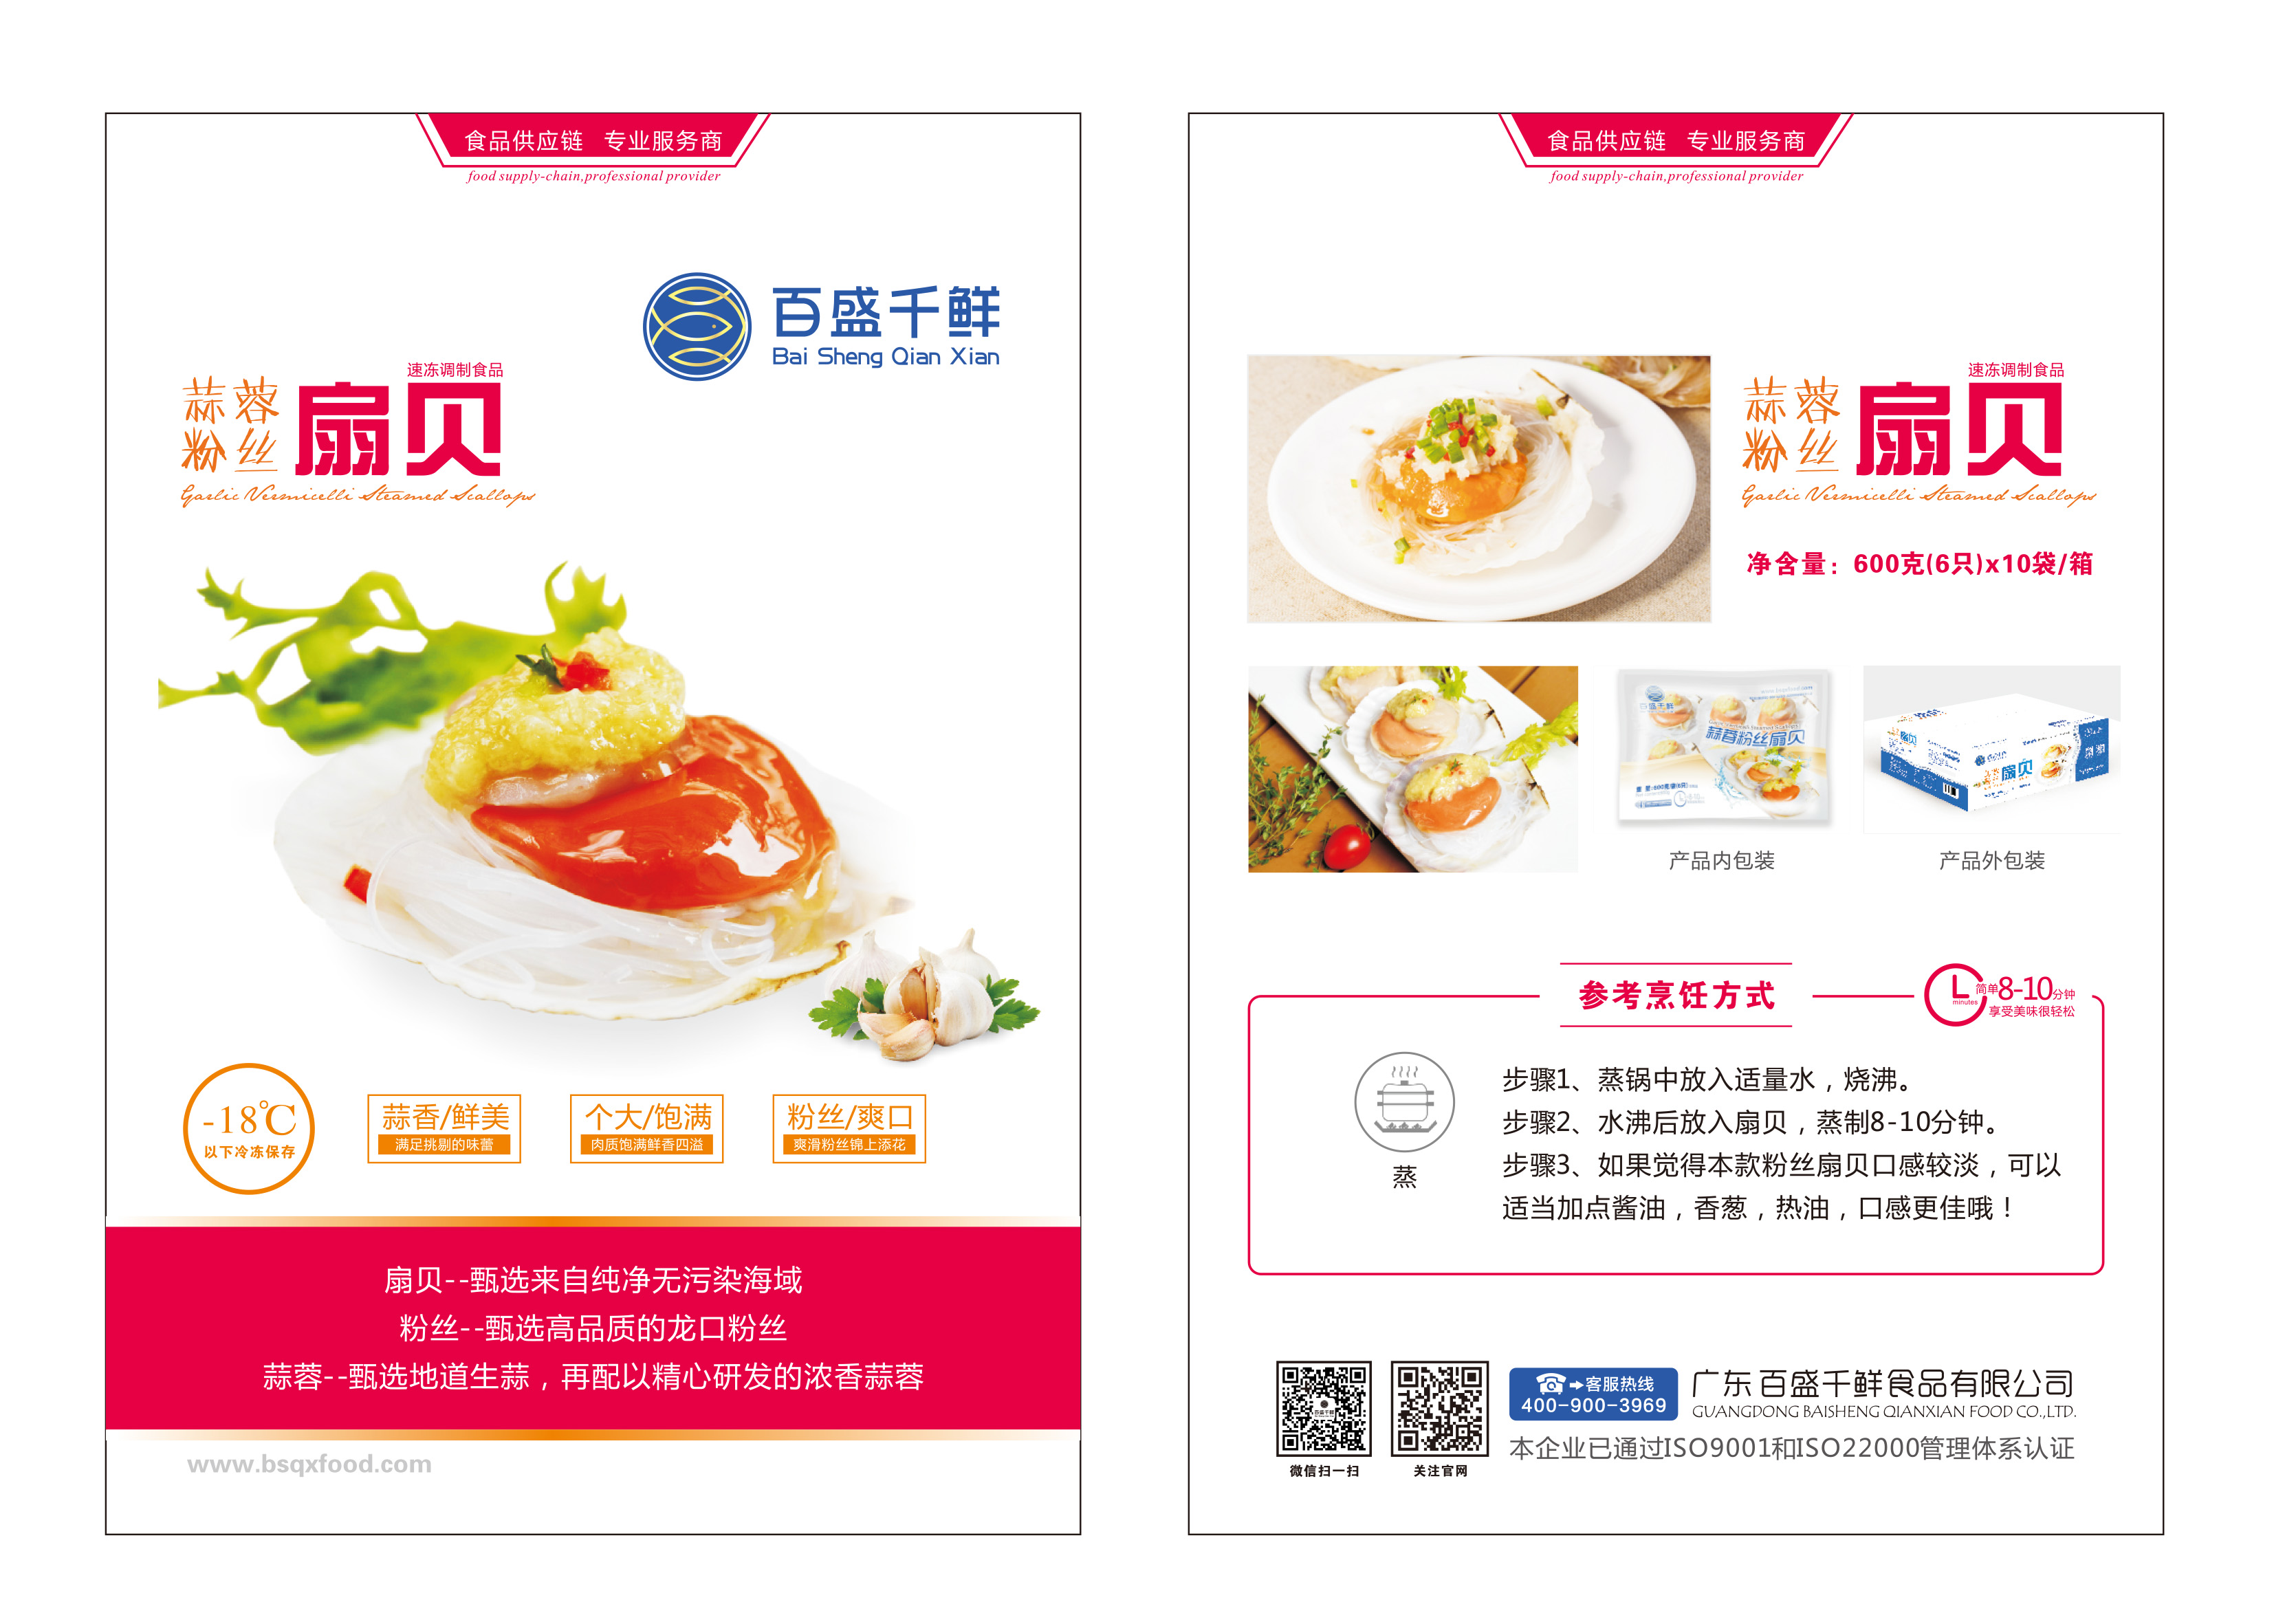 食品供应链 专业服务商
food supply-chain,professional provider
百盛千鲜
Bai Sheng Qian Xian
速冻调制食品
蒜蓉
粉丝
扇贝
Garlic Vermicelli Steamed Scallops
-18℃
以下冷冻保存
蒜香/鲜美
满足挑剔的味蕾
个大/饱满
肉质饱满鲜香四溢
粉丝/爽口
爽滑粉丝锦上添花
扇贝--甄选来自纯净无污染海域
粉丝--甄选高品质的龙口粉丝
蒜蓉--甄选地道生蒜，再配以精心研发的浓香蒜蓉
www.bsqxfood.com
食品供应链 专业服务商
food supply-chain,professional provider
速冻调制食品
蒜蓉
粉丝
扇贝
Garlic Vermicelli Steamed Scallops
净含量：600克(6只)x10袋/箱
百盛千鲜
蒜香粉丝扇贝
扇贝
扇贝
产品内包装
产品外包装
参考烹饪方式
minutes
简单8-10分钟
享受美味很轻松
蒸
步骤1、蒸锅中放入适量水，烧沸。
步骤2、水沸后放入扇贝，蒸制8-10分钟。
步骤3、如果觉得本款粉丝扇贝口感较淡，可以
适当加点酱油，香葱，热油，口感更佳哦！
微信扫一扫
关注官网
客服热线
400-900-3969
广东百盛千鲜食品有限公司
GUANGDONG BAISHENG QIANXIAN FOOD CO.,LTD.
本企业已通过ISO9001和ISO22000管理体系认证